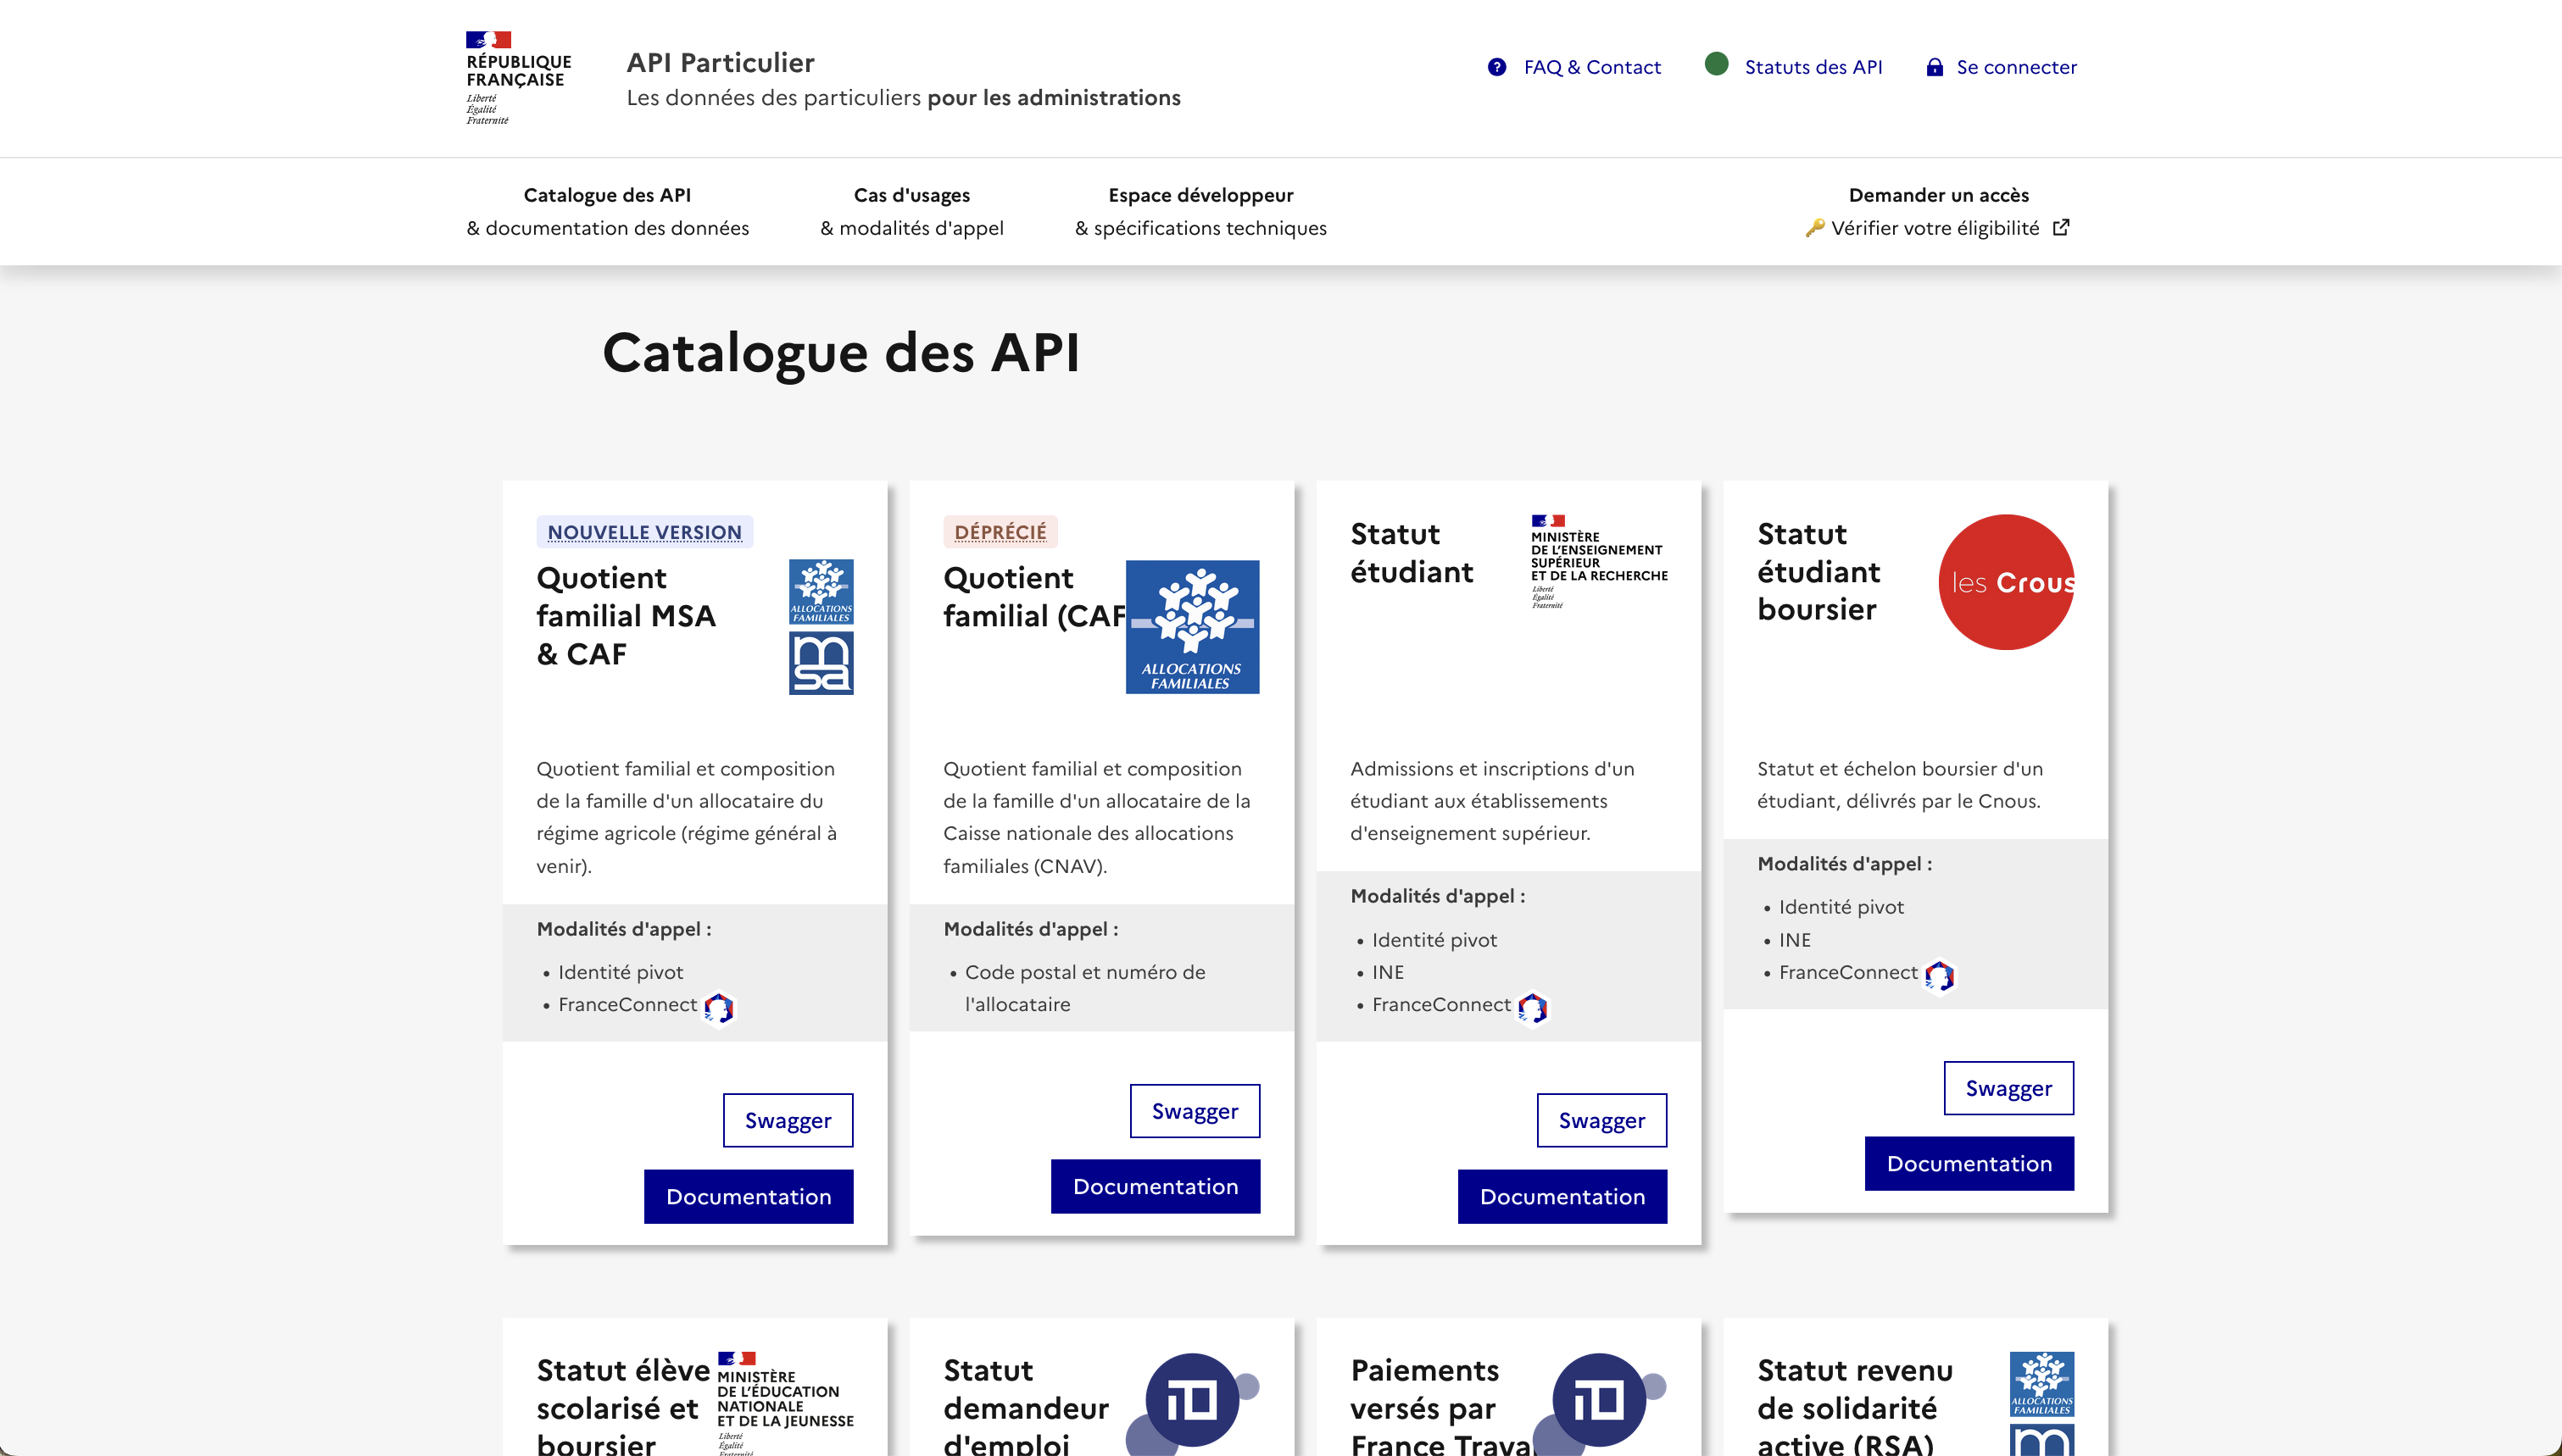 RÉPUBLIQUE
FRANÇAISE
Liberté
Égalité
Fraternité
API Particulier
Les données des particuliers pour les administrations
FAQ & Contact
Statuts des API
Se connecter
Catalogue des API
& documentation des données
Cas d'usages
& modalités d'appel
Espace développeur
& spécifications techniques
Demander un accès
🔑 Vérifier votre éligibilité
Catalogue des API
NOUVELLE VERSION
Quotient
familial MSA
& CAF
ALLOCATIONS
FAMILIALES
msa
Quotient familial et composition
de la famille d'un allocataire du
régime agricole (régime général à
venir).
Modalités d'appel :
• Identité pivot
• FranceConnect
Swagger
Documentation
DÉPRÉCIÉ
Quotient
familial (CAF
ALLOCATIONS
FAMILIALES
Quotient familial et composition
de la famille d'un allocataire de la
Caisse nationale des allocations
familiales (CNAV).
Modalités d'appel :
• Code postal et numéro de
l'allocataire
Swagger
Documentation
Statut
étudiant
MINISTÈRE
DE L'ENSEIGNEMENT
SUPÉRIEUR
ET DE LA RECHERCHE
Liberté
Égalité
Fraternité
Admissions et inscriptions d'un
étudiant aux établissements
d'enseignement supérieur.
Modalités d'appel :
• Identité pivot
• INE
• FranceConnect
Swagger
Documentation
Statut
étudiant
boursier
les Crous
Statut et échelon boursier d'un
étudiant, délivrés par le Cnous.
Modalités d'appel :
• Identité pivot
• INE
• FranceConnect
Swagger
Documentation
Statut élève
scolarisé et
boursier
MINISTÈRE
DE L'ÉDUCATION
NATIONALE
ET DE LA JEUNESSE
Liberté
Égalité
Fraternité
Statut
demandeur
d'emploi
Paiements
versés par
France Trava
Statut revenu
de solidarité
active (RSA)
ALLOCATIONS
FAMILIALES